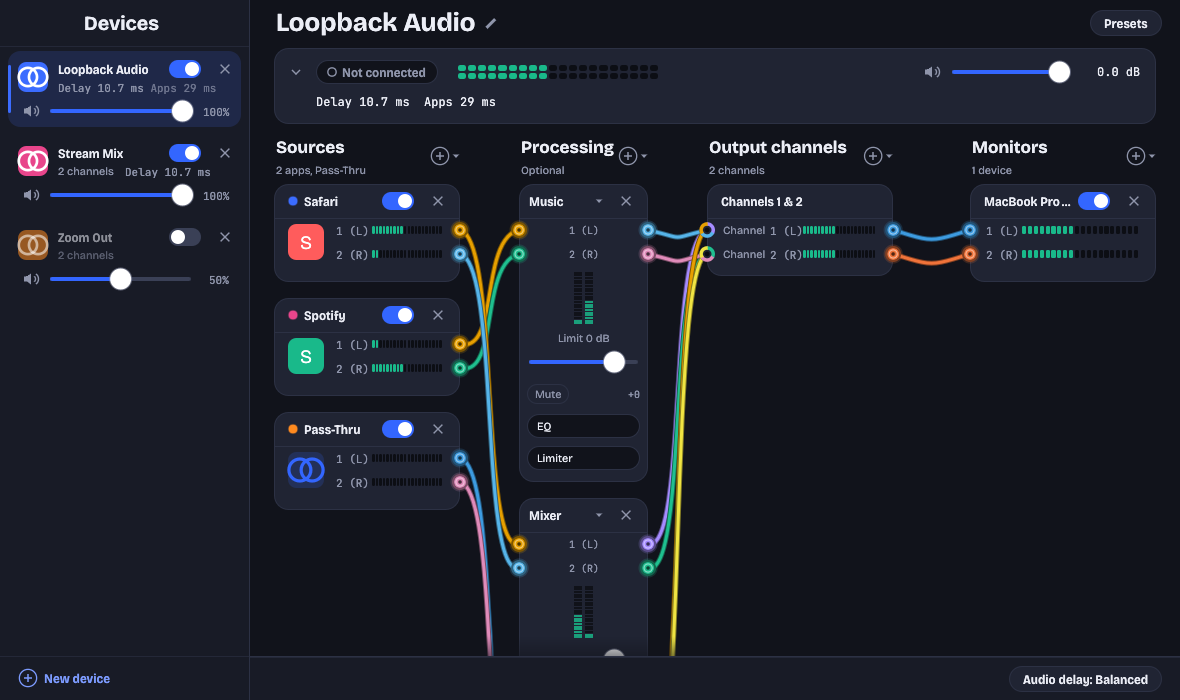 Devices
Loopback Audio
Delay 10.7 ms Apps 29 ms
100%
Stream Mix
2 channels Delay 10.7 ms
100%
Zoom Out
2 channels
50%
New device
Loopback Audio
Presets
Not connected
0.0 dB
Delay 10.7 ms Apps 29 ms
Sources
2 apps, Pass-Thru
Safari
S
1 (L)
2 (R)
Spotify
S
1 (L)
2 (R)
Pass-Thru
1 (L)
2 (R)
Processing
Optional
Music
1 (L)
2 (R)
Limit 0 dB
Mute +0
EQ
Limiter
Mixer
1 (L)
2 (R)
Output channels
2 channels
Channels 1 & 2
Channel 1 (L)
Channel 2 (R)
Monitors
1 device
MacBook Pro ...
1 (L)
2 (R)
Audio delay: Balanced